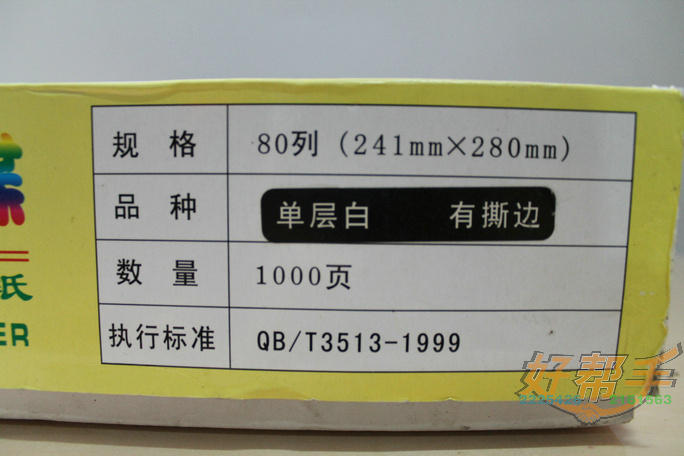 规格 80列(241mm×280mm)
品种 单层白 有撕边
数量 1000页
执行标准 QB/T3513-1999
氏
ER
好帮手